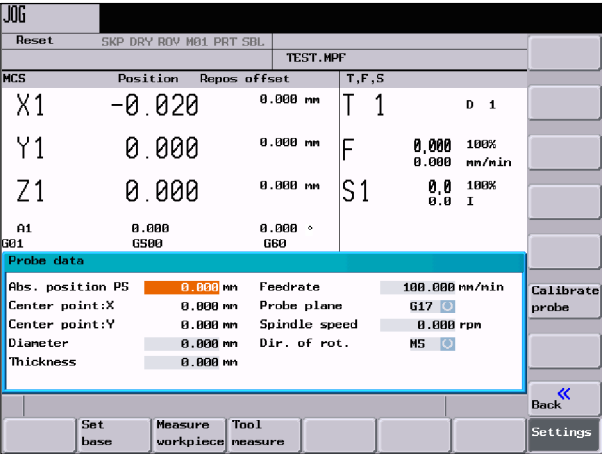 JOG
Reset SKP DRY ROV M01 PRT SBL
TEST.MPF
MCS Position Repos offset T,F,S
X1 -0.020 0.000 mm T 1 D 1
Y1 0.000 0.000 mm F 0.000 100%
0.000 mm/min
Z1 0.000 0.000 mm S1 0.0 100%
0.0 I
A1 0.000 0.000 °
G01 G500 G60
Probe data
Abs. position P5 0.000 mm Feedrate 100.000 mm/min
Center point:X 0.000 mm Probe plane G17
Center point:Y 0.000 mm Spindle speed 0.000 rpm
Diameter 0.000 mm Dir. of rot. M5
Thickness 0.000 mm
Calibrate
probe
«
Back
Set
base
Measure
workpiece
Tool
measure
Settings